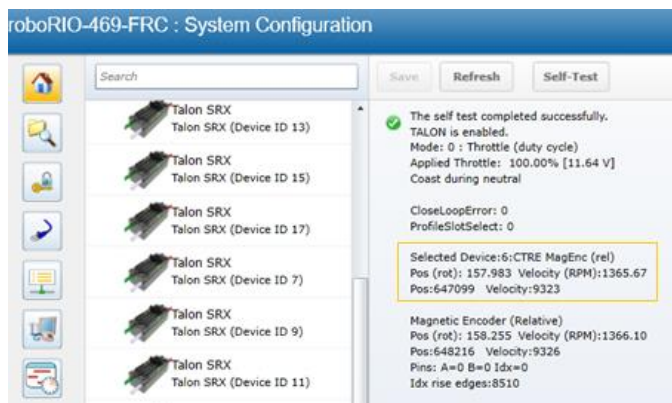 roboRIO-469-FRC : System Configuration
Search
Save Refresh Self-Test
Talon SRX
Talon SRX (Device ID 13)
Talon SRX
Talon SRX (Device ID 15)
Talon SRX
Talon SRX (Device ID 17)
Talon SRX
Talon SRX (Device ID 7)
Talon SRX
Talon SRX (Device ID 9)
Talon SRX
Talon SRX (Device ID 11)
The self test completed successfully.
TALON is enabled.
Mode: 0 : Throttle (duty cycle)
Applied Throttle: 100.00% [11.64 V]
Coast during neutral
CloseLoopError: 0
ProfileSlotSelect: 0
Selected Device:6:CTRE MagEnc (rel)
Pos (rot): 157.983 Velocity (RPM):1365.67
Pos:647099 Velocity:9323
Magnetic Encoder (Relative)
Pos (rot): 158.255 Velocity (RPM):1366.10
Pos:648216 Velocity:9326
Pins: A=0 B=0 Idx=0
Idx rise edges:8510